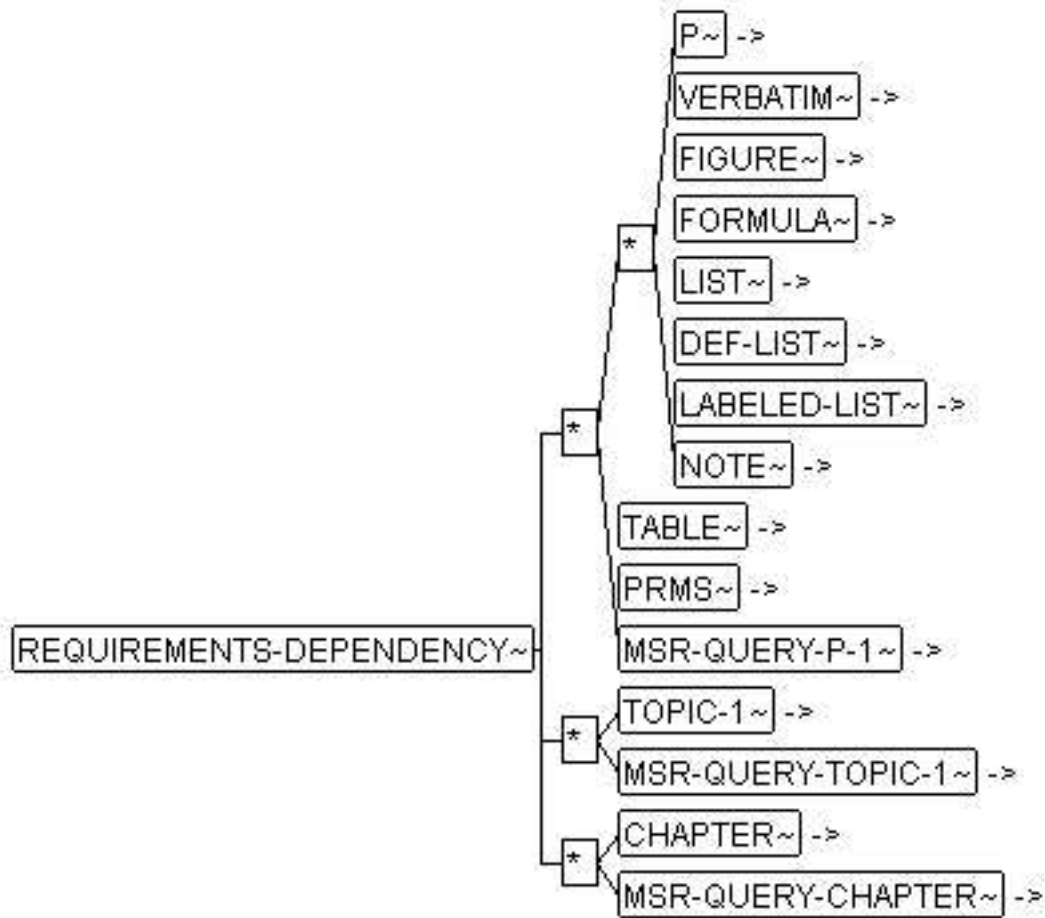 P~ ->
VERBATIM~ ->
FIGURE~ ->
FORMULA~ ->
*
LIST~ ->
DEF-LIST~ ->
LABELED-LIST~ ->
*
NOTE~ ->
TABLE~ ->
PRMS~ ->
REQUIREMENTS-DEPENDENCY~
MSR-QUERY-P-1~ ->
TOPIC-1~ ->
*
MSR-QUERY-TOPIC-1~ ->
CHAPTER~ ->
*
MSR-QUERY-CHAPTER~ ->